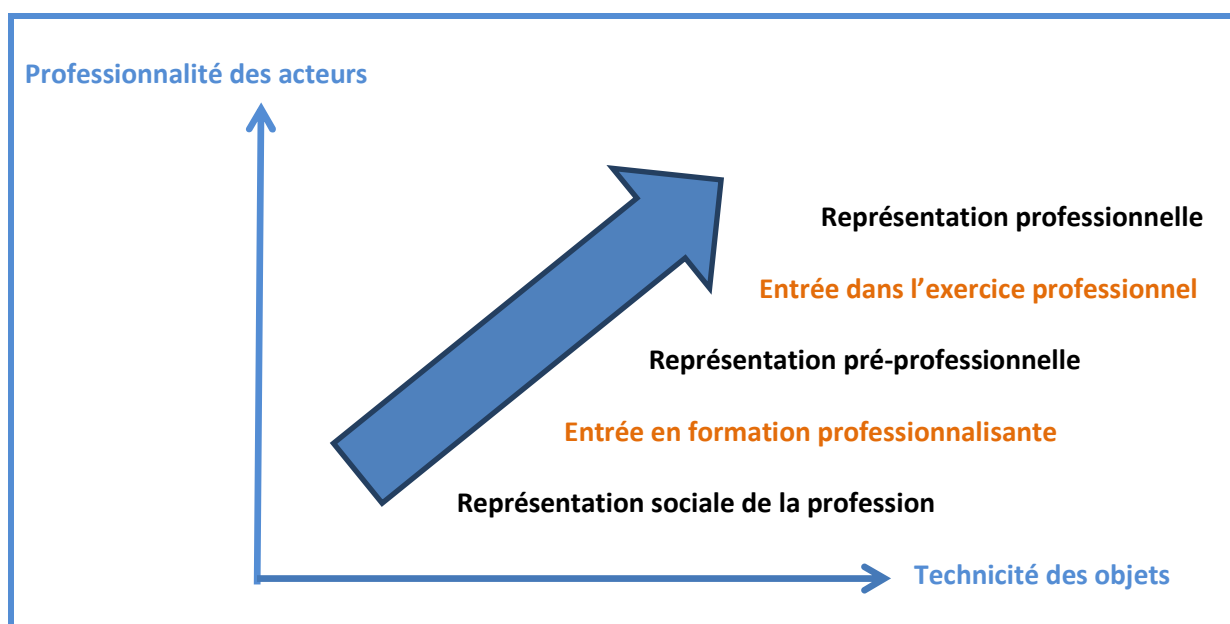 Professionnalité des acteurs
Représentation professionnelle
Entrée dans l’exercice professionnel
Représentation pré-professionnelle
Entrée en formation professionnalisante
Représentation sociale de la profession
Technicité des objets